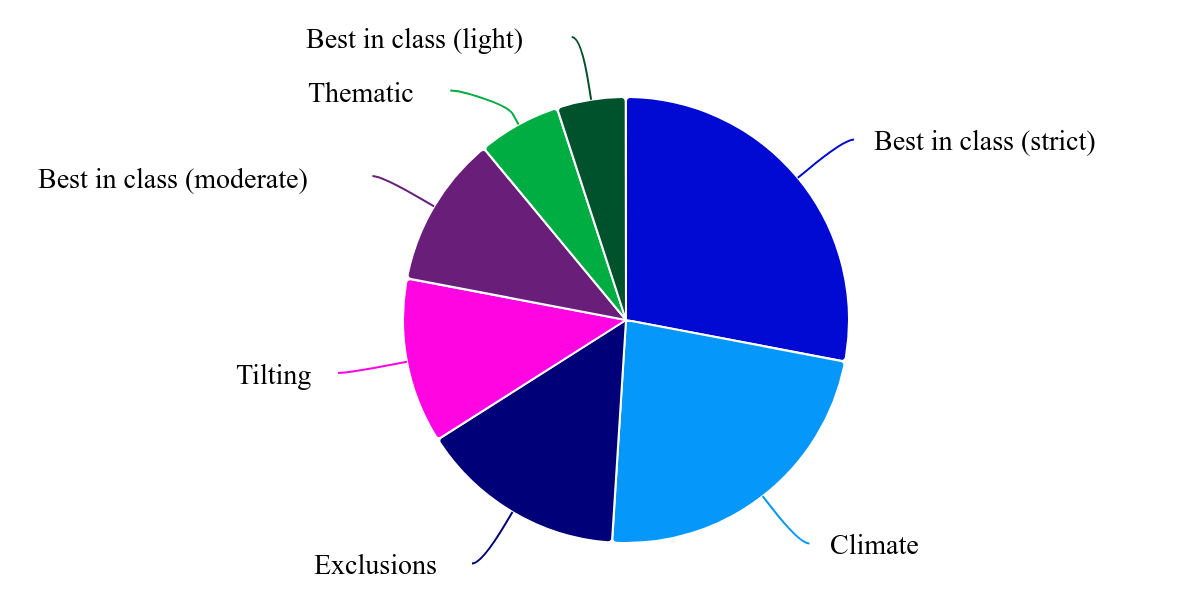 Best in class (light)
Thematic
Best in class (strict)
Best in class (moderate)
Tilting
Climate
Exclusions